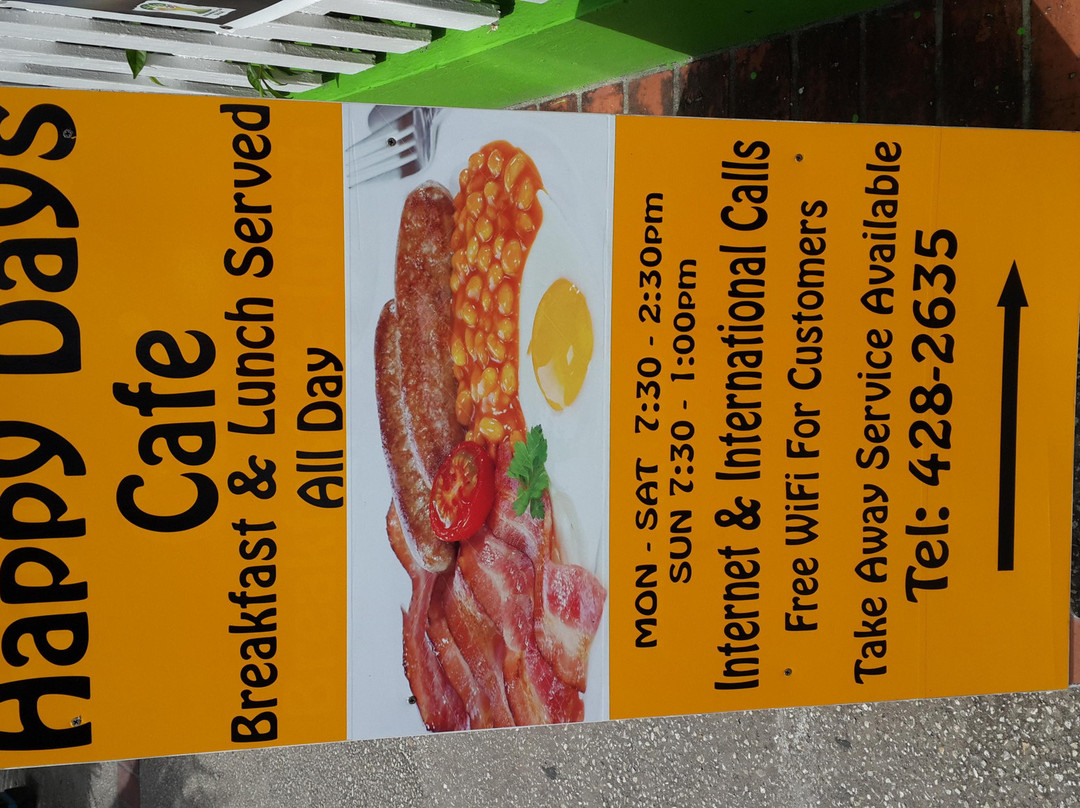 Happy Days
Cafe
Breakfast & Lunch Served
All Day
MON - SAT 7:30 - 2:30pm
SUN 7:30 - 1:00pm
Internet & International Calls
Free WiFi For Customers
Take Away Service Available
Tel: 428-2635